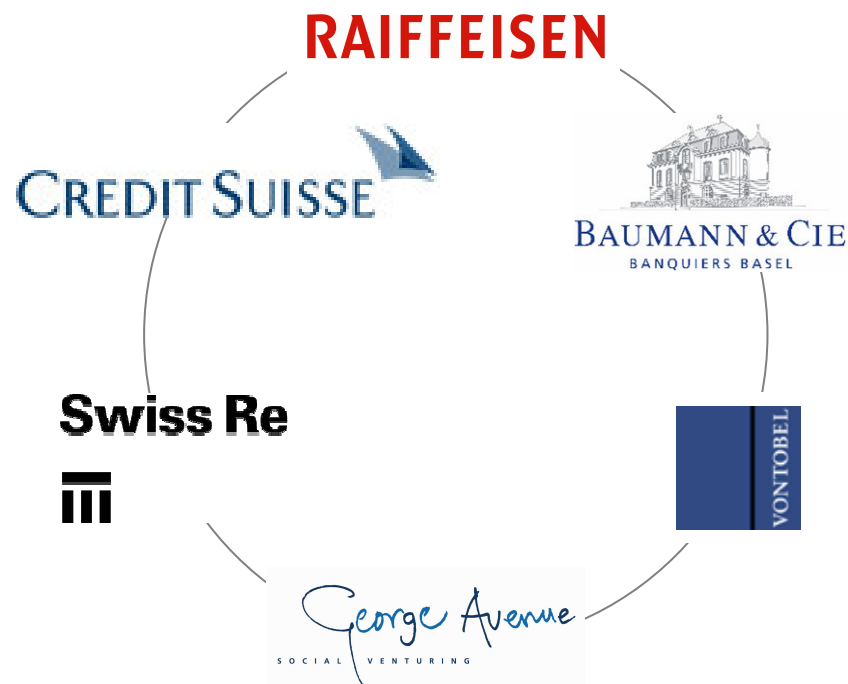 RAIFFEISEN
CREDIT SUISSE
BAUMANN & CIE
BANQUIERS BASEL
Swiss Re
VONTOBEL
George Avenue
SOCIAL VENTURING